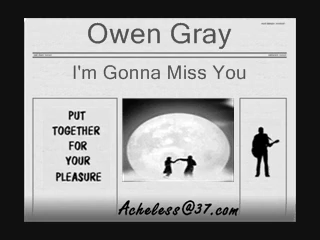 Owen Gray
I'm Gonna Miss You
PUT
TOGETHER
FOR
YOUR
PLEASURE
Acheless@37.com